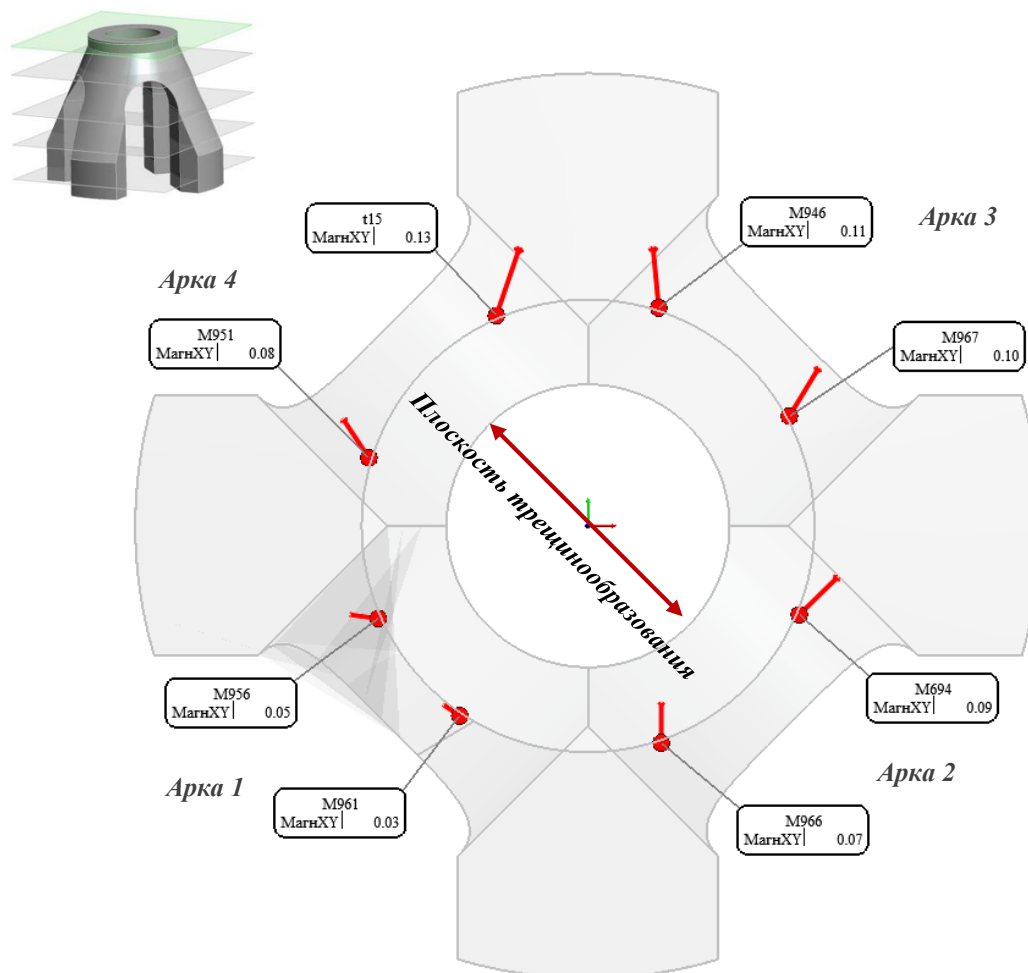 t15
МагнXY 0.13
M946
МагнXY 0.11
Арка 3
Арка 4
M951
МагнXY 0.08
M967
МагнXY 0.10
Плоскость трещинообразования
M956
МагнXY 0.05
M694
МагнXY 0.09
Арка 1
Арка 2
M961
МагнXY 0.03
M966
МагнXY 0.07